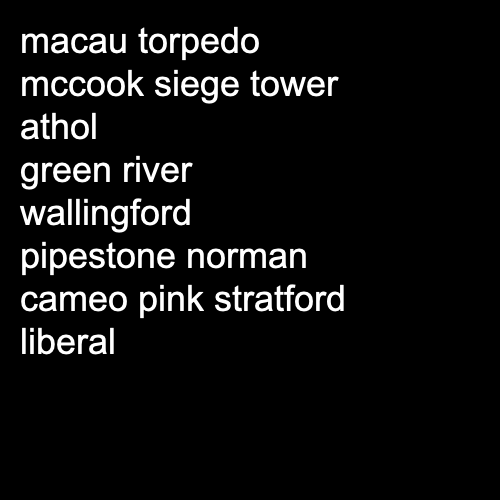 macau torpedo
mccook siege tower
athol
green river
wallingford
pipestone norman
cameo pink stratford
liberal